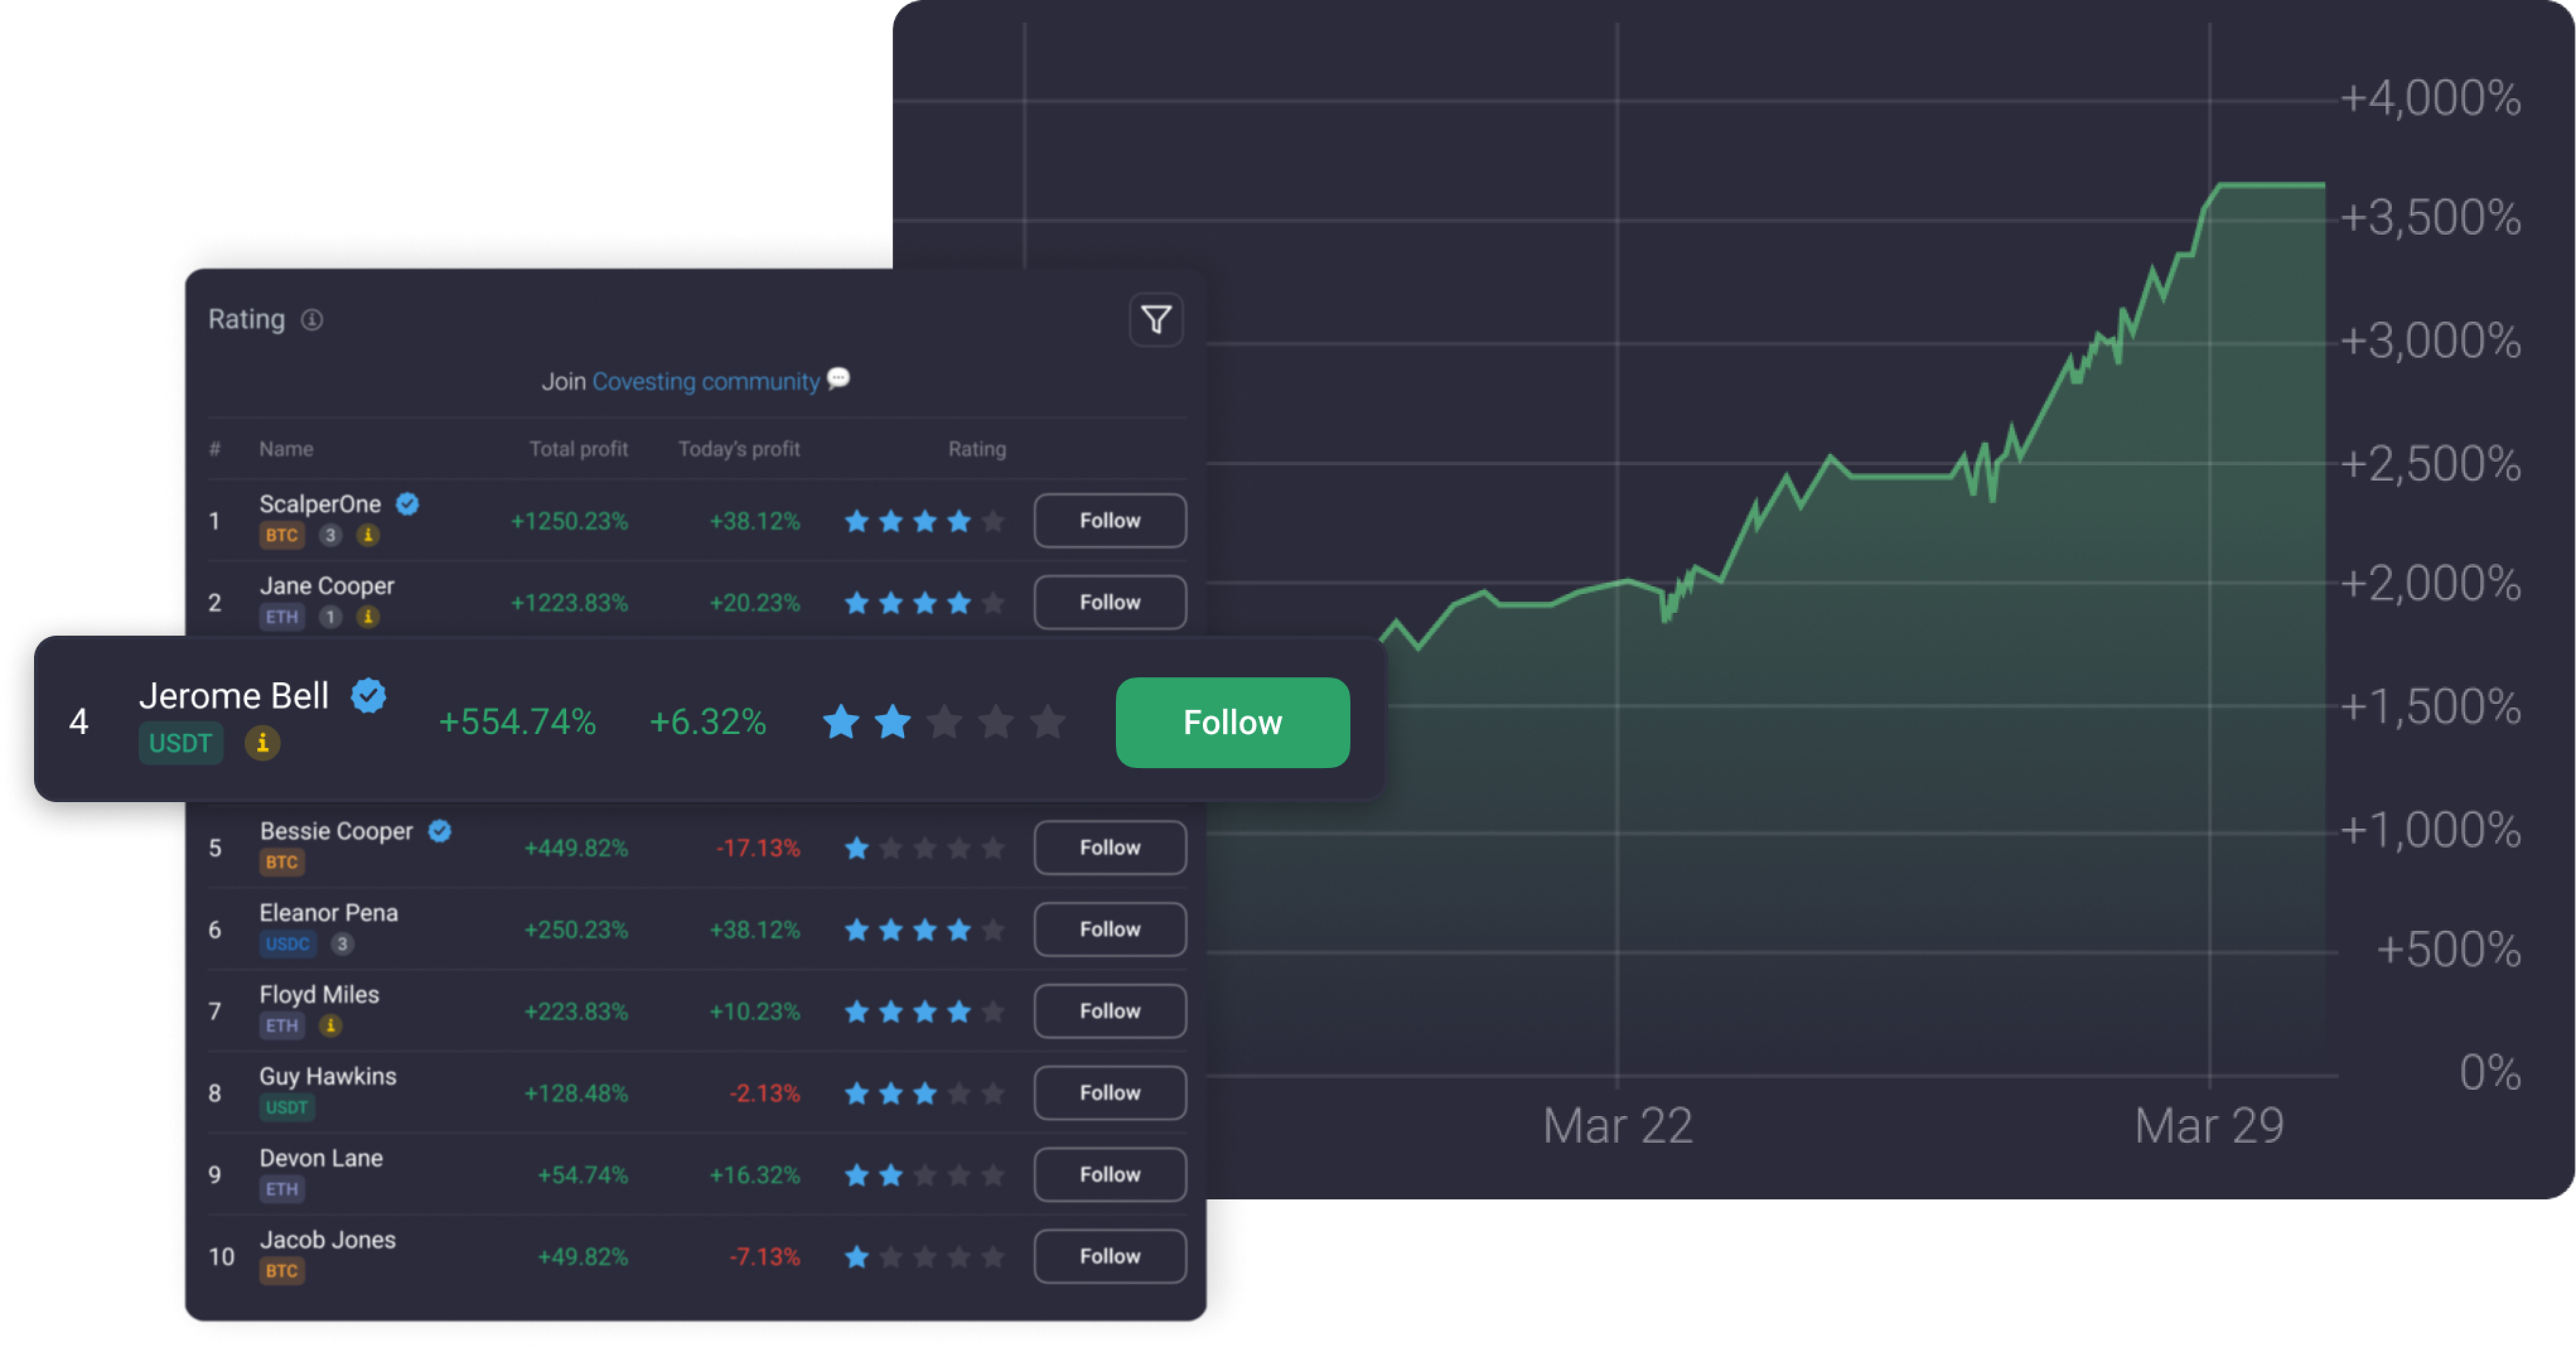 Rating
Join Covesting community
# Name Total profit Today's profit Rating
1 ScalperOne +1250.23% +38.12% Follow
BTC 3 i
2 Jane Cooper +1223.83% +20.23% Follow
ETH 1 i
4 Jerome Bell +554.74% +6.32% Follow
USDT i
5 Bessie Cooper +449.82% -17.13% Follow
BTC
6 Eleanor Pena +250.23% +38.12% Follow
USDC 3
7 Floyd Miles +223.83% +10.23% Follow
ETH i
8 Guy Hawkins +128.48% -2.13% Follow
USDT
9 Devon Lane +54.74% +16.32% Follow
ETH
10 Jacob Jones +49.82% -7.13% Follow
BTC
+4,000%
+3,500%
+3,000%
+2,500%
+2,000%
+1,500%
+1,000%
+500%
0%
Mar 22 Mar 29